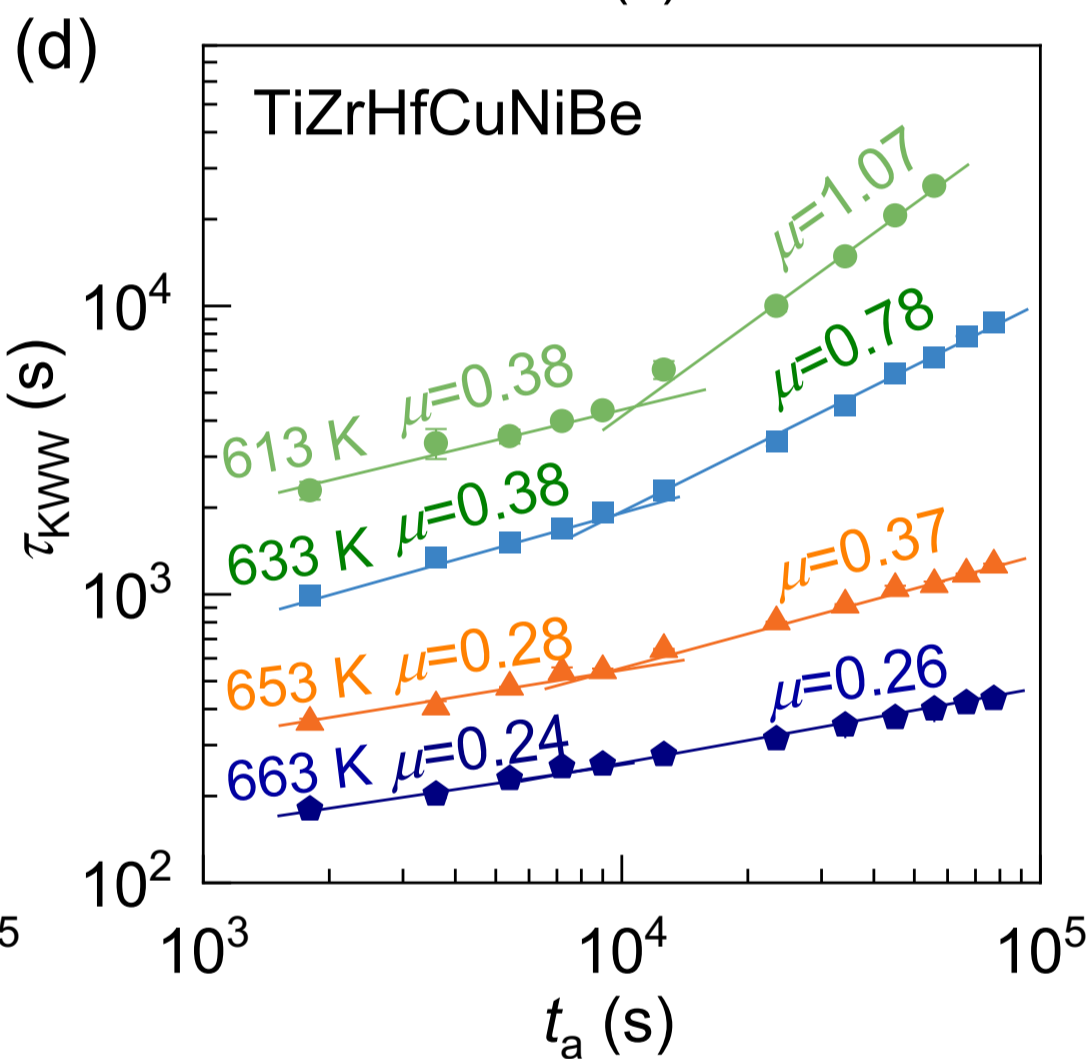 (d)
TiZrHfCuNiBe
μ=1.07
10⁴
μ=0.78
613 K μ=0.38
τKWW (s)
633 K μ=0.38
10³
μ=0.37
653 K μ=0.28
μ=0.26
663 K μ=0.24
10²
5
10³ 10⁴ 10⁵
tₐ (s)